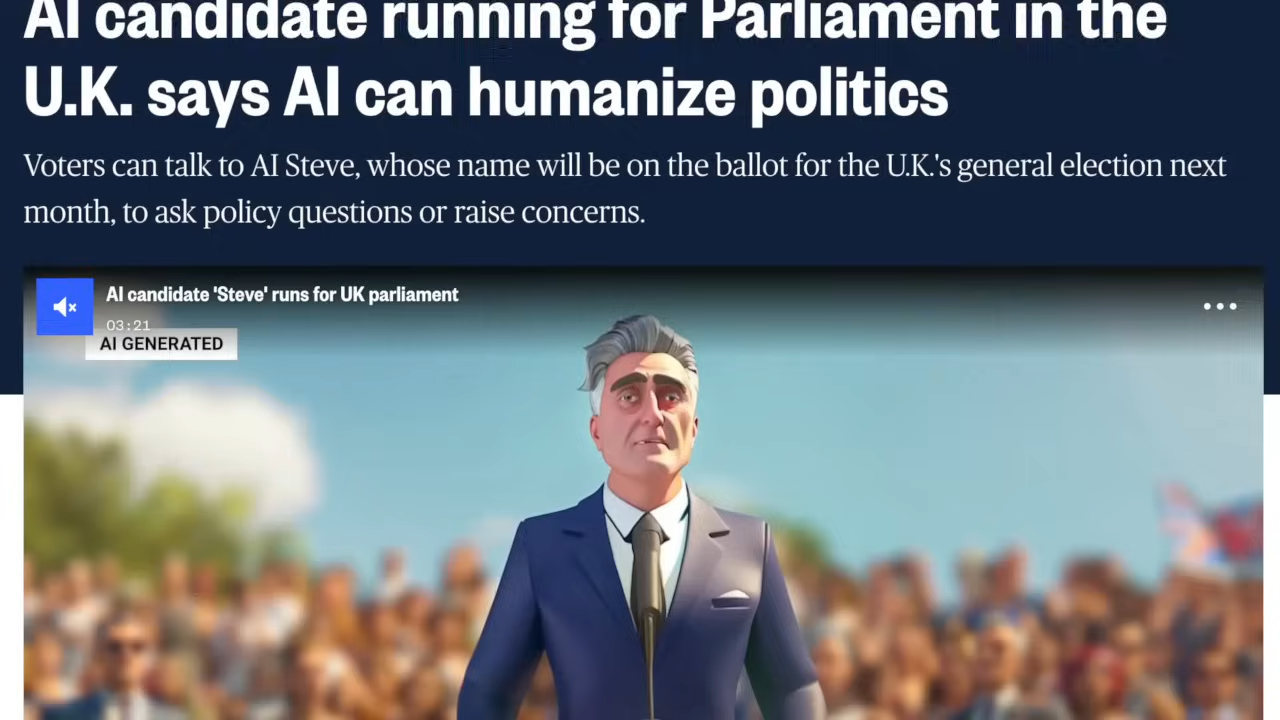 AI candidate running for Parliament in the
U.K. says AI can humanize politics
Voters can talk to AI Steve, whose name will be on the ballot for the U.K.'s general election next
month, to ask policy questions or raise concerns.
AI candidate 'Steve' runs for UK parliament
03:21
AI GENERATED